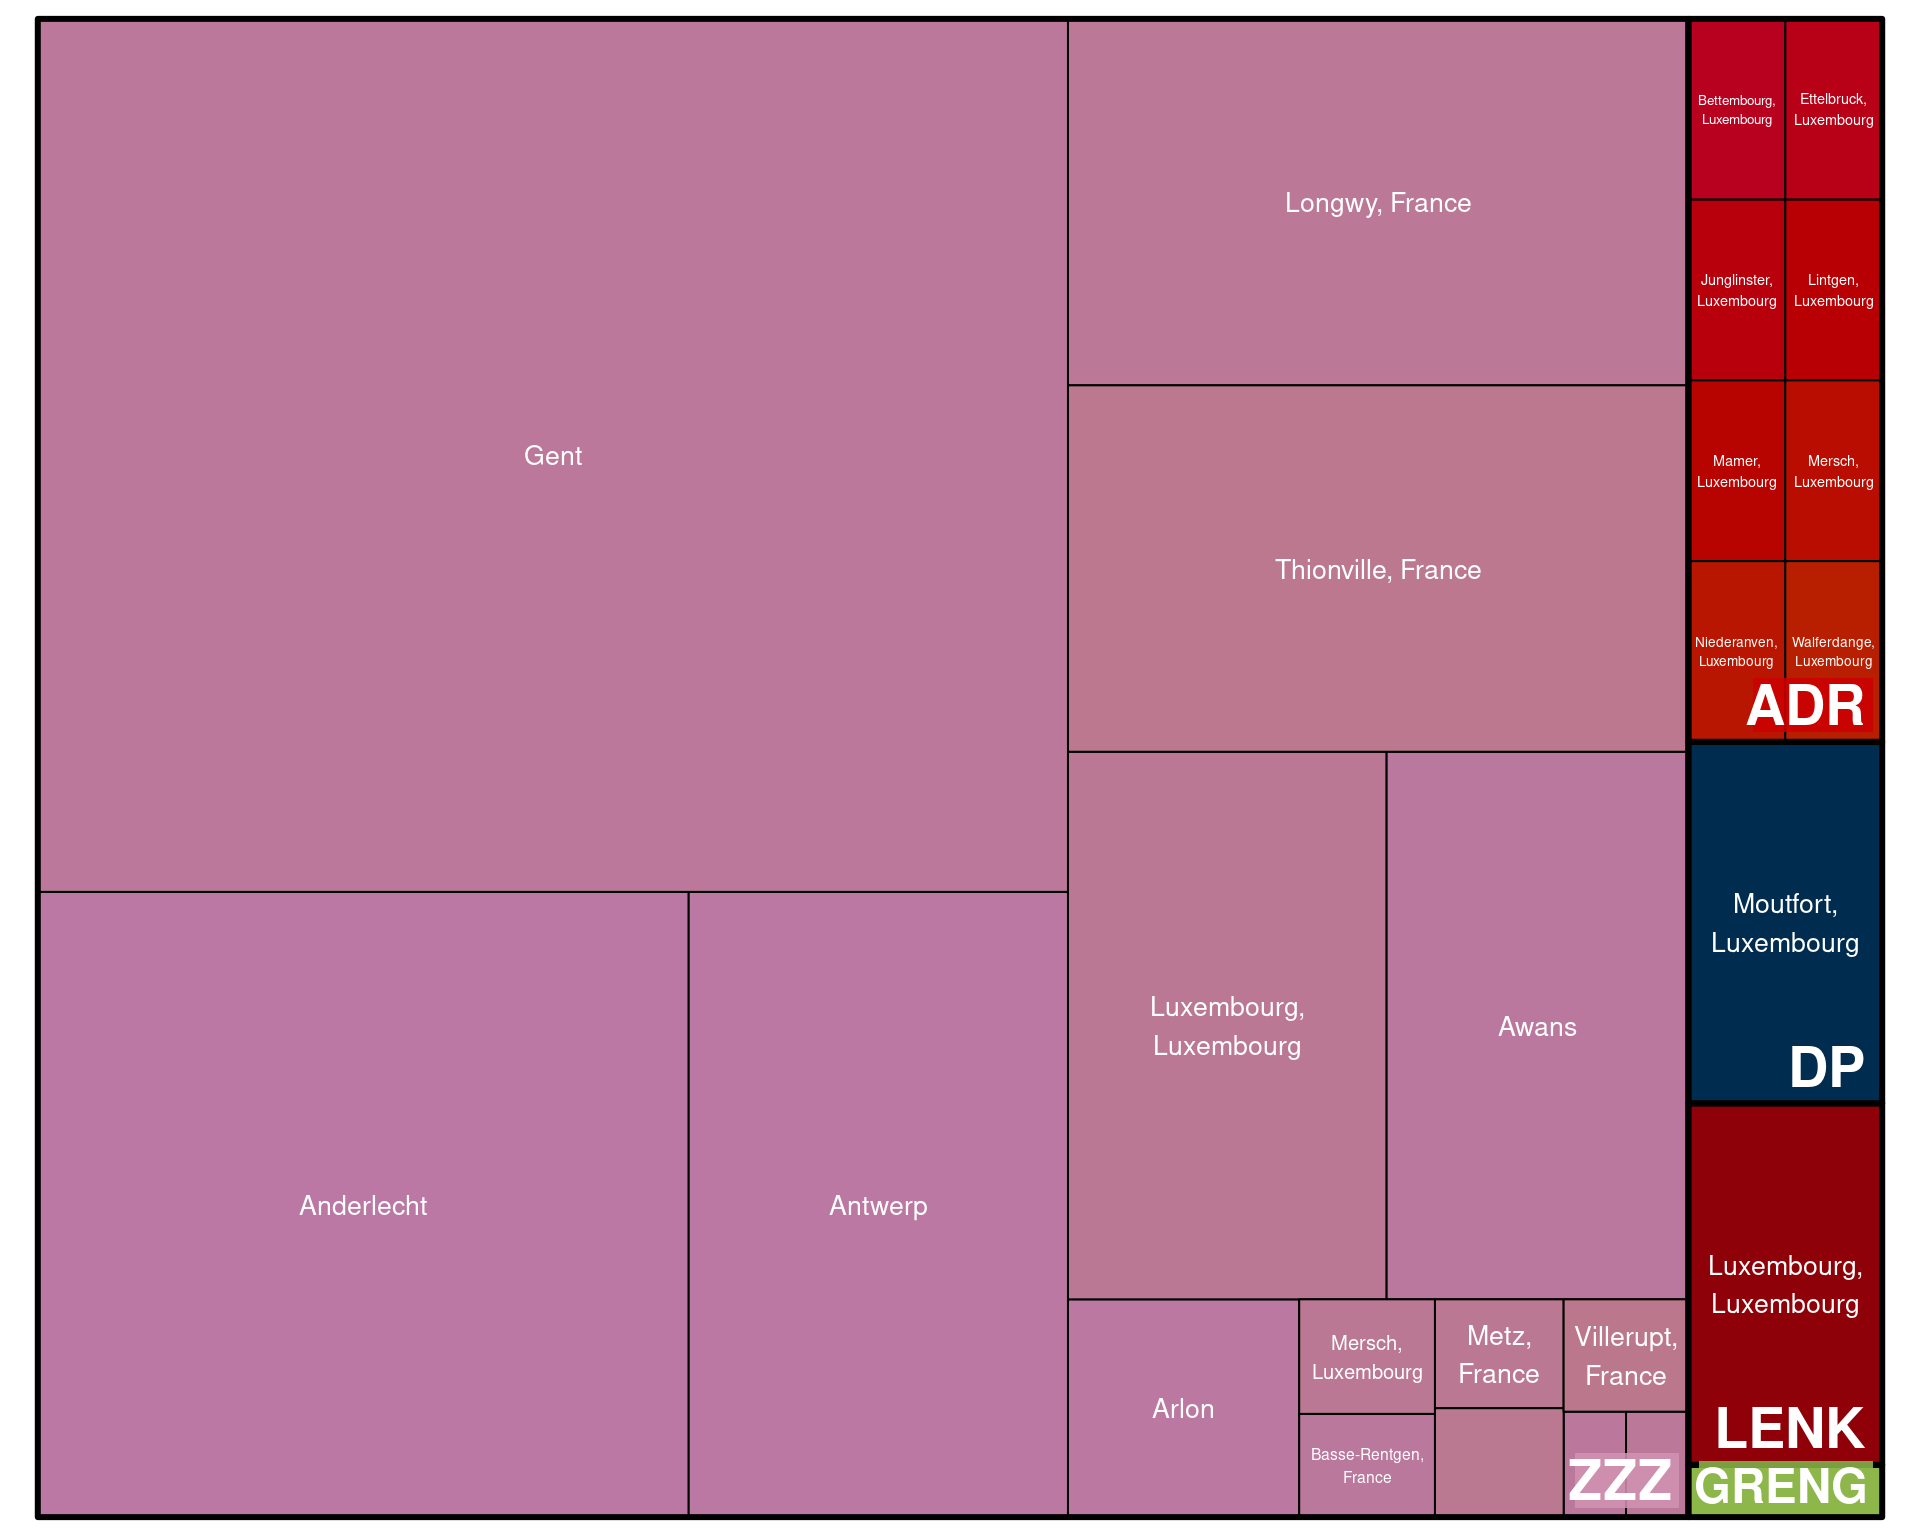 Gent
Anderlecht
Antwerp
Longwy, France
Thionville, France
Luxembourg,
Luxembourg
Awans
Arlon
Mersch,
Luxembourg
Basse-Rentgen,
France
Metz,
France
Villerupt,
France
ZZZ
Bettembourg,
Luxembourg
Ettelbruck,
Luxembourg
Junglinster,
Luxembourg
Lintgen,
Luxembourg
Mamer,
Luxembourg
Mersch,
Luxembourg
Niederanven,
Luxembourg
Walferdange,
Luxembourg
ADR
Moutfort,
Luxembourg
DP
Luxembourg,
Luxembourg
LENK
GRENG